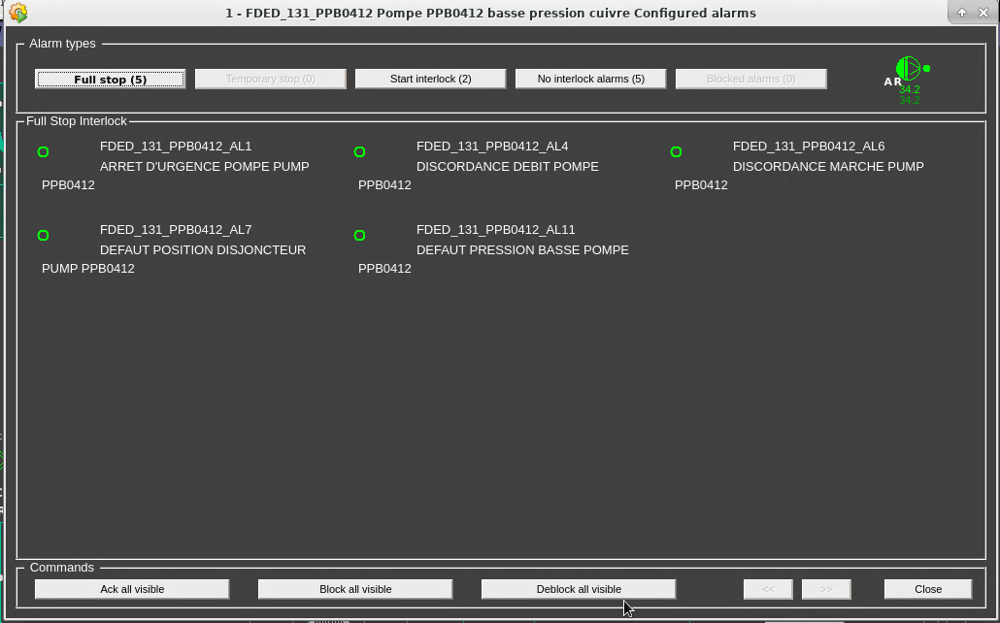 1 - FDED_131_PPB0412 Pompe PPB0412 basse pression cuivre Configured alarms
Alarm types
Full stop (5)
Temporary stop (0)
Start interlock (2)
No interlock alarms (5)
Blocked alarms (0)
AR
34.2
34.2
Full Stop Interlock
FDED_131_PPB0412_AL1
ARRET D'URGENCE POMPE PUMP
PPB0412
FDED_131_PPB0412_AL4
DISCORDANCE DEBIT POMPE
PPB0412
FDED_131_PPB0412_AL6
DISCORDANCE MARCHE PUMP
PPB0412
FDED_131_PPB0412_AL7
DEFAUT POSITION DISJONCTEUR
PUMP PPB0412
FDED_131_PPB0412_AL11
DEFAUT PRESSION BASSE POMPE
PPB0412
Commands
Ack all visible
Block all visible
Deblock all visible
<<
>>
Close